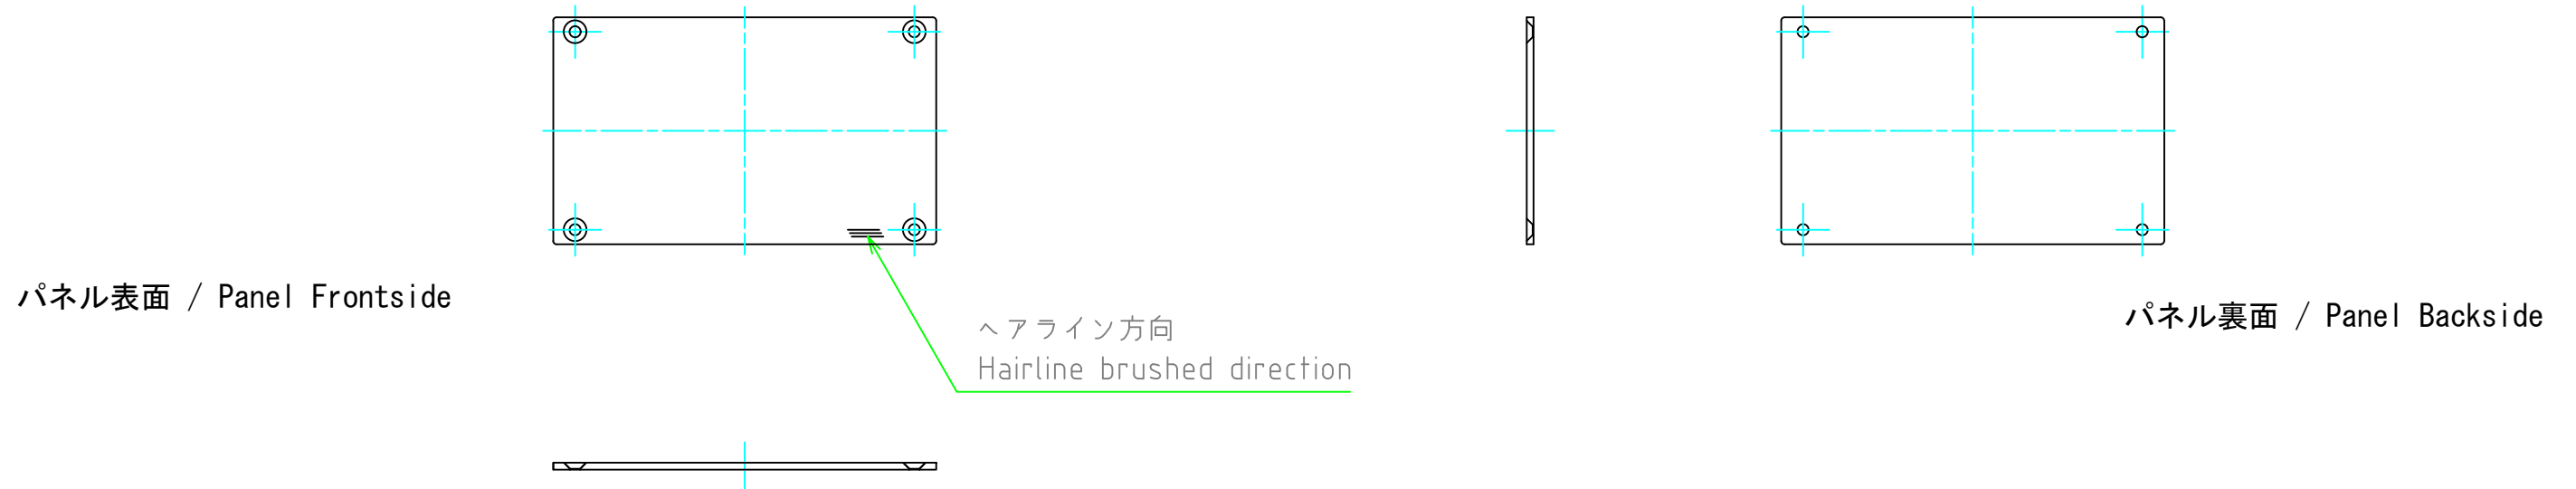 パネル表面 / Panel Frontside
ヘアライン方向
Hairline brushed direction
パネル裏面 / Panel Backside